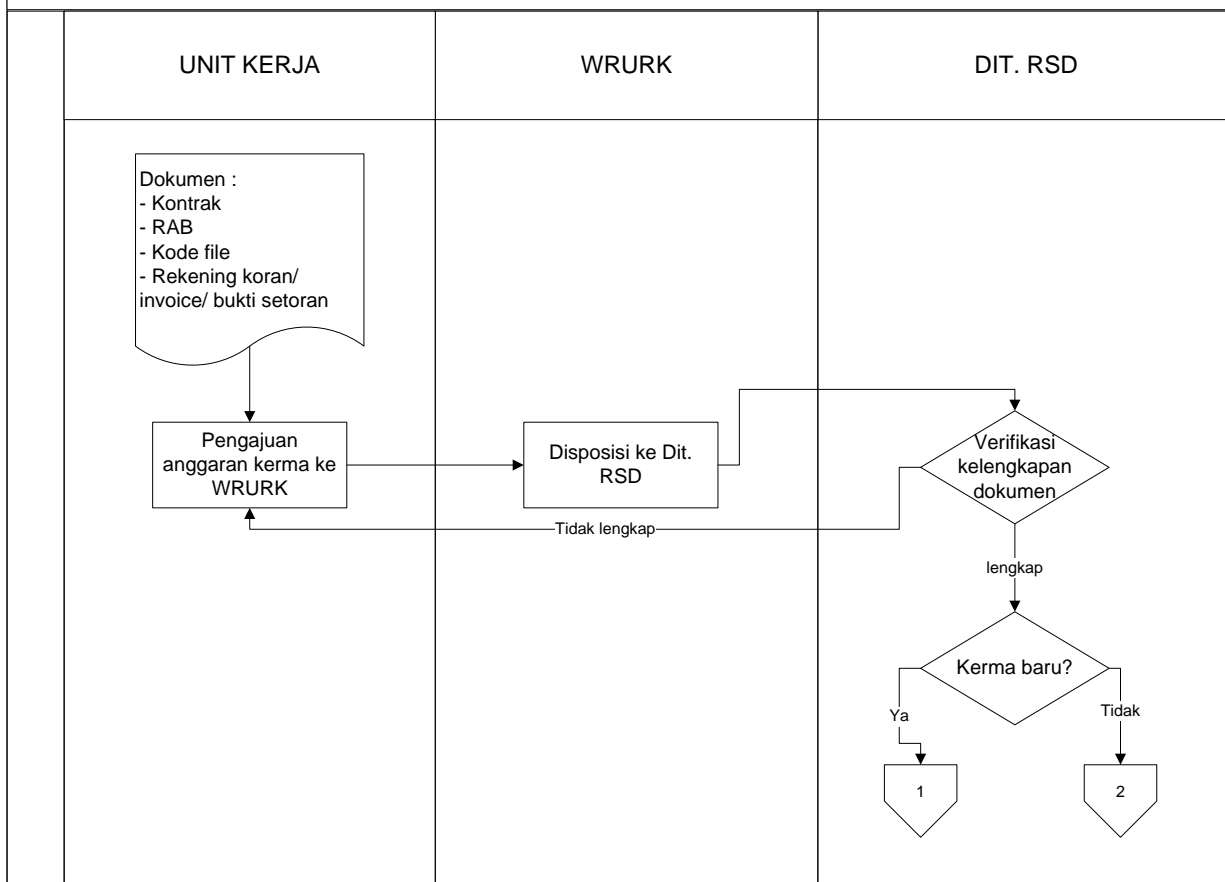 UNIT KERJA
WRURK
DIT. RSD
Dokumen :
- Kontrak
- RAB
- Kode file
- Rekening koran/
invoice/ bukti setoran
Pengajuan
anggaran kerma ke
WRURK
Disposisi ke Dit.
RSD
Verifikasi
kelengkapan
dokumen
Tidak lengkap
lengkap
Kerma baru?
Ya
Tidak
1
2